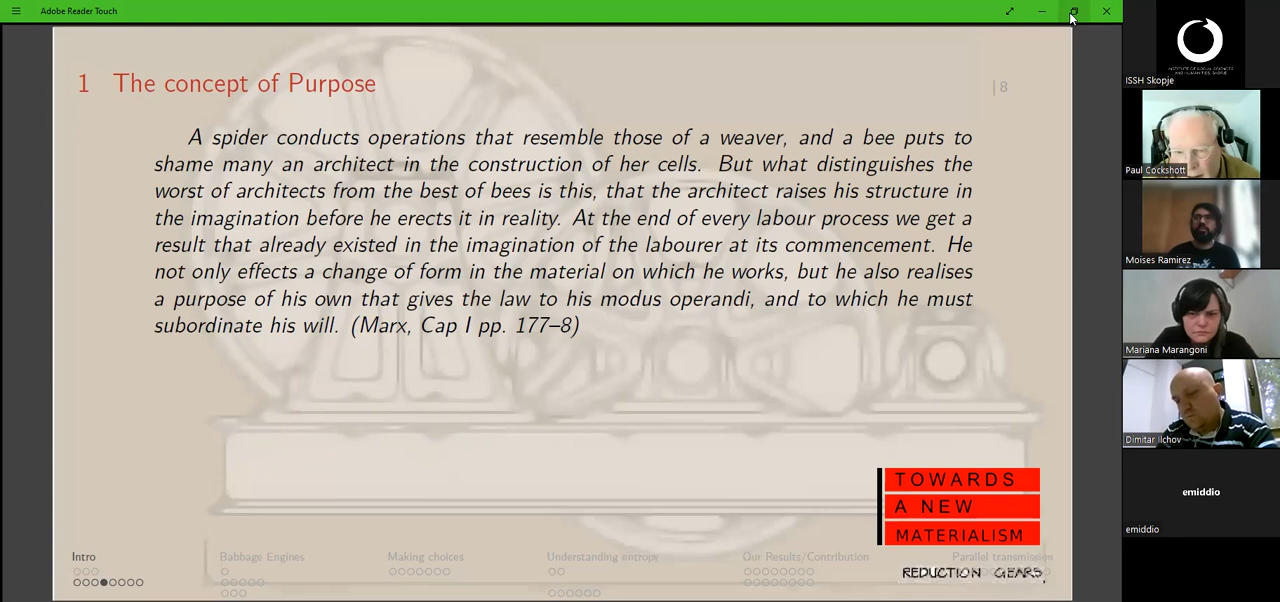 Adobe Reader Touch
1 The concept of Purpose
| 8
A spider conducts operations that resemble those of a weaver, and a bee puts to
shame many an architect in the construction of her cells. But what distinguishes the
worst of architects from the best of bees is this, that the architect raises his structure in
the imagination before he erects it in reality. At the end of every labour process we get a
result that already existed in the imagination of the labourer at its commencement. He
not only effects a change of form in the material on which he works, but he also realises
a purpose of his own that gives the law to his modus operandi, and to which he must
subordinate his will. (Marx, Cap I pp. 177–8)
TOWARDS
A NEW
MATERIALISM
Intro Babbage Engines Making choices Understanding entropy Our Results/Contribution Parallel transmission
REDUCTION GEARS,
INSTITUTE OF SOCIAL SCIENCES
AND HUMANITIES, SKOPJE
ISSH Skopje
Paul Cockshott
Moises Ramirez
Mariana Marangoni
Dimitar Ilchov
emiddio
emiddio